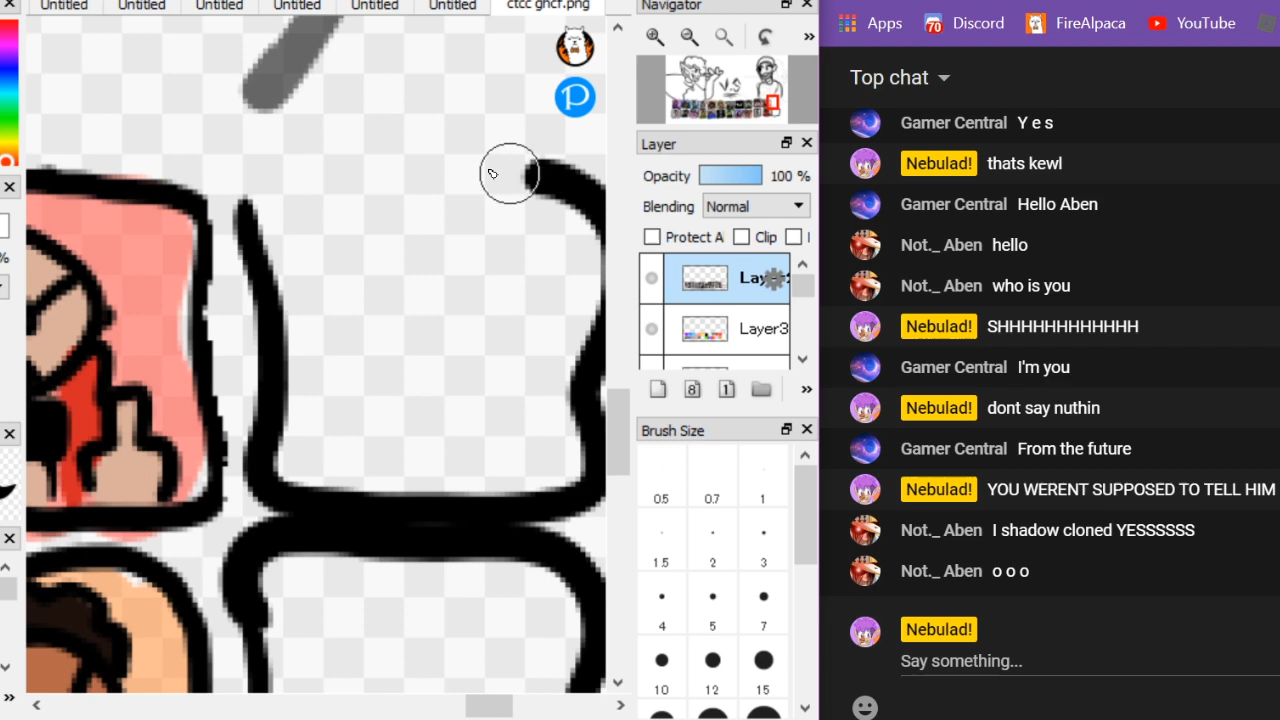 Untitled
Untitled
Untitled
Untitled
Untitled
Untitled
ctcc gncf.png
Navigator
V.S
Layer
Opacity 100 %
Blending Normal
Protect A Clip
Layer3
Brush Size
0.5 0.7 1
1.5 2 3
4 5 7
10 12 15
%
8
1
Apps
70 Discord
FireAlpaca
YouTube
Top chat
Gamer Central Y e s
Nebulad! thats kewl
Gamer Central Hello Aben
Not._ Aben hello
Not._ Aben who is you
Nebulad! SHHHHHHHHHHHH
Gamer Central I'm you
Nebulad! dont say nuthin
Gamer Central From the future
Nebulad! YOU WERENT SUPPOSED TO TELL HIM
Not._ Aben I shadow cloned YESSSSSS
Not._ Aben o o o
Nebulad!
Say something...